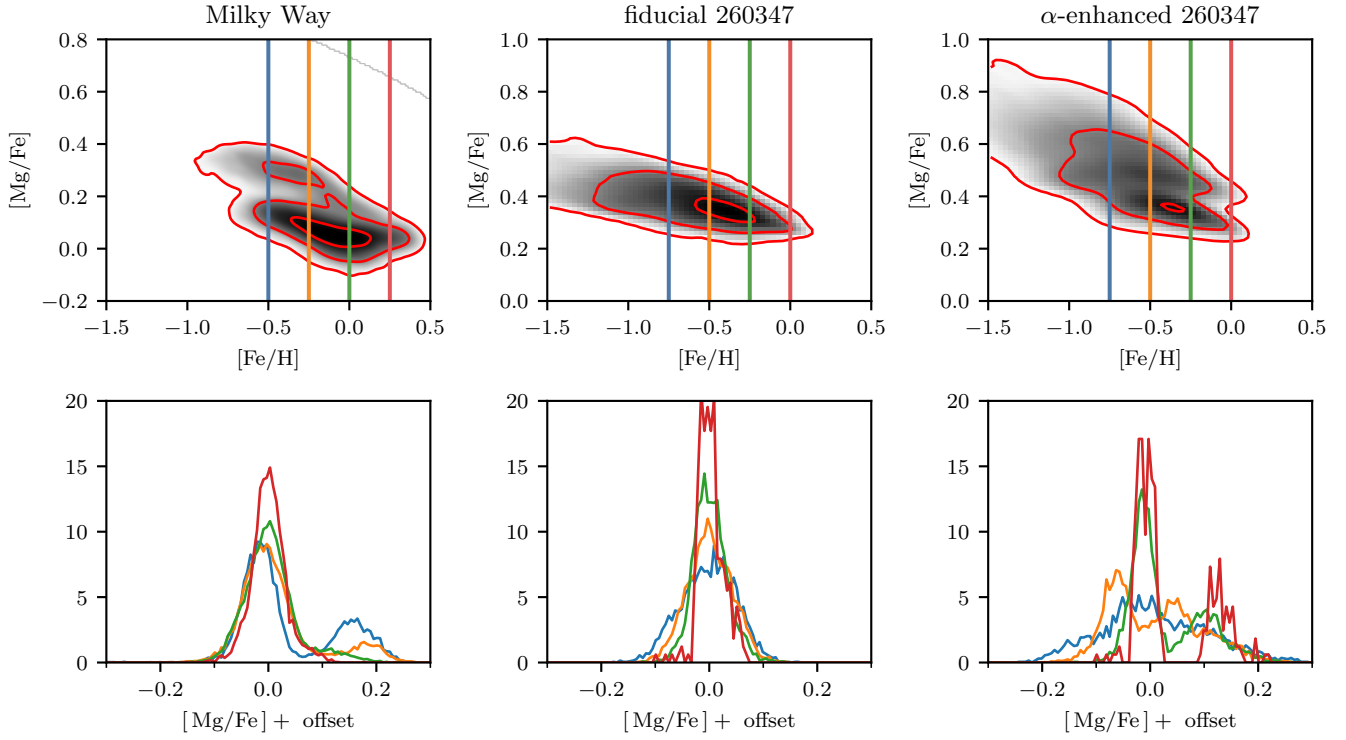 Milky Way
fiducial 260347
α-enhanced 260347
0.8
0.6
0.4
0.2
0.0
−0.2
[Mg/Fe]
−1.5 −1.0 −0.5 0.0 0.5
[Fe/H]
1.0
0.8
0.6
0.4
0.2
0.0
[Mg/Fe]
−1.5 −1.0 −0.5 0.0 0.5
[Fe/H]
1.0
0.8
0.6
0.4
0.2
0.0
[Mg/Fe]
−1.5 −1.0 −0.5 0.0 0.5
[Fe/H]
20
15
10
5
0
−0.2 0.0 0.2
[Mg/Fe] + offset
20
15
10
5
0
−0.2 0.0 0.2
[Mg/Fe] + offset
20
15
10
5
0
−0.2 0.0 0.2
[Mg/Fe] + offset